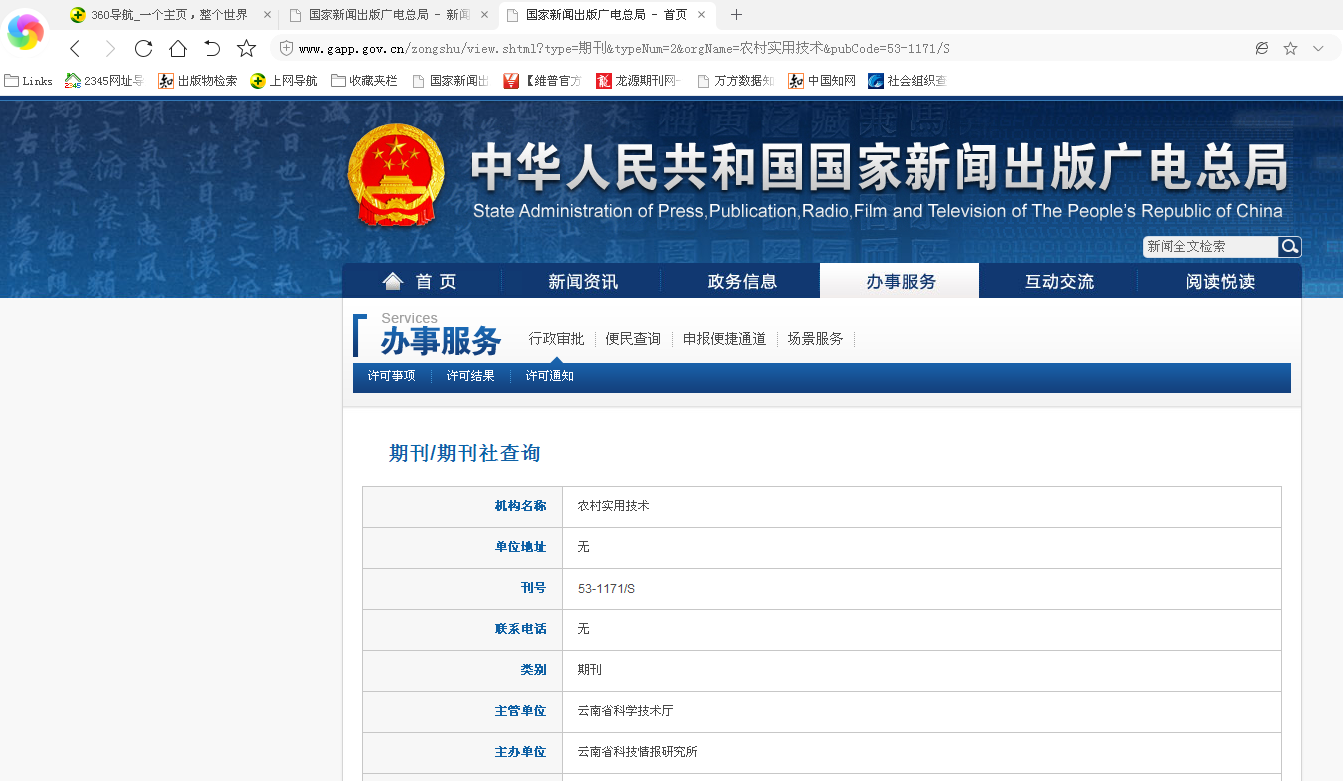 360导航_一个主页，整个世界
国家新闻出版广电总局 - 新闻
国家新闻出版广电总局 - 首页
www.gapp.gov.cn/zongshu/view.shtml?type=期刊&typeNum=2&orgName=农村实用技术&pubCode=53-1171/S
Links 2345网址导 出版物检索 上网导航 收藏夹栏 国家新闻出 【维普官方 龙源期刊网- 万方数据知 中国知网 社会组织查
中华人民共和国国家新闻出版广电总局
State Administration of Press,Publication,Radio,Film and Television of The People's Republic of China
新闻全文检索
首 页 新闻资讯 政务信息 办事服务 互动交流 阅读悦读
Services
办事服务
行政审批 便民查询 申报便捷通道 场景服务
许可事项 许可结果 许可通知
期刊/期刊社查询
机构名称 农村实用技术
单位地址 无
刊号 53-1171/S
联系电话 无
类别 期刊
主管单位 云南省科学技术厅
主办单位 云南省科技情报研究所